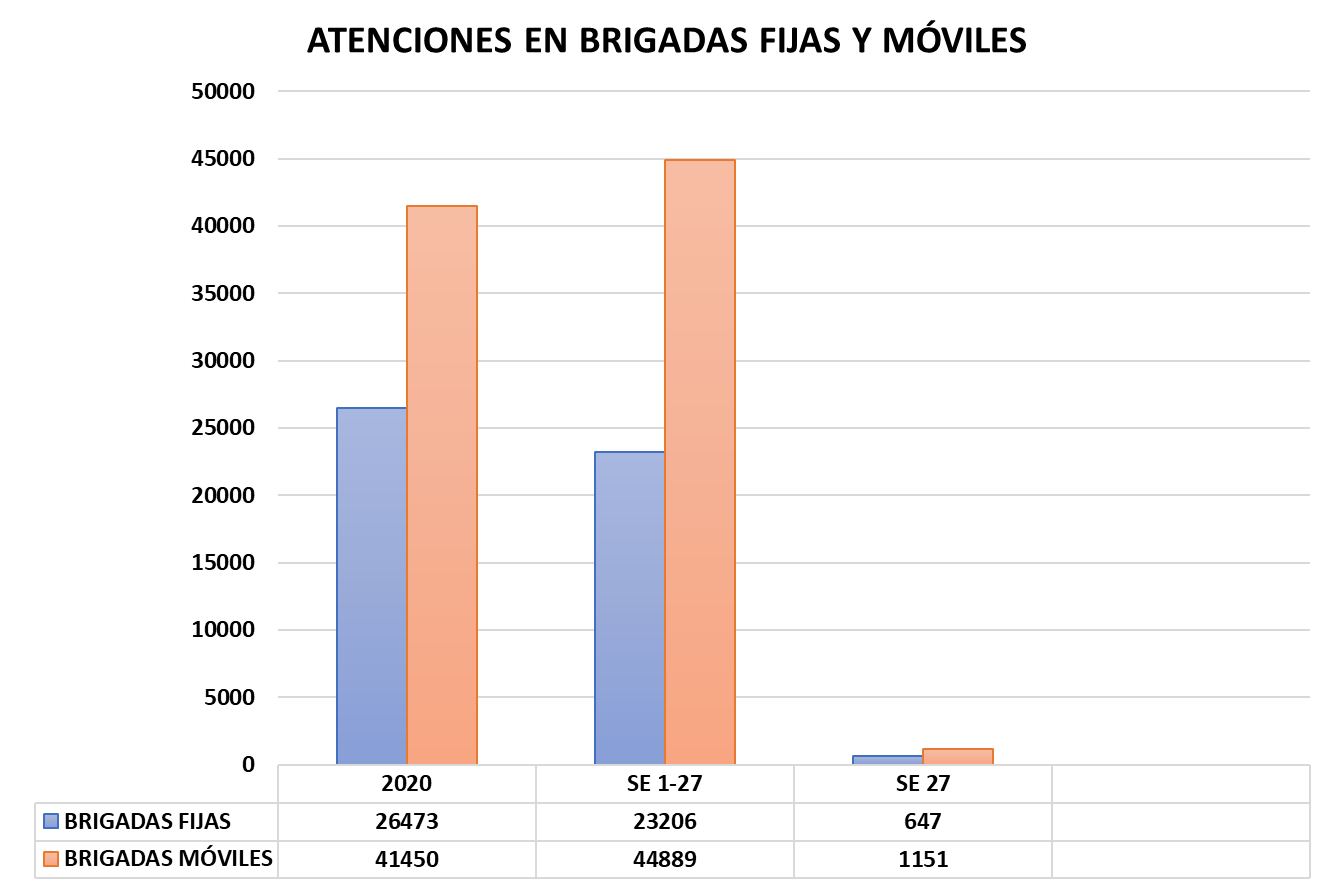 ATENCIONES EN BRIGADAS FIJAS Y MÓVILES
50000
45000
40000
35000
30000
25000
20000
15000
10000
5000
0
2020 SE 1-27 SE 27
BRIGADAS FIJAS 26473 23206 647
BRIGADAS MÓVILES 41450 44889 1151